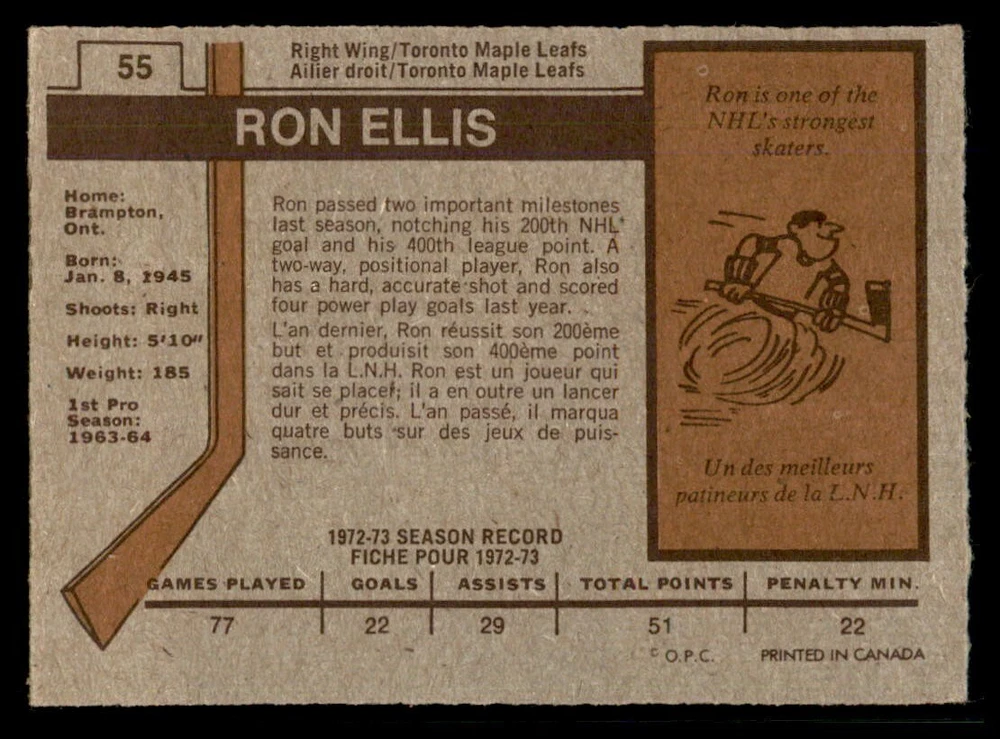 55
Right Wing/Toronto Maple Leafs
Ailier droit/Toronto Maple Leafs
RON ELLIS
Home:
Brampton,
Ont.
Born:
Jan. 8, 1945
Shoots: Right
Height: 5'10"
Weight: 185
1st Pro
Season:
1963-64
Ron passed two important milestones
last season, notching his 200th NHL
goal and his 400th league point. A
two-way, positional player, Ron also
has a hard, accurate shot and scored
four power play goals last year.
L'an dernier, Ron réussit son 200ème
but et produisit son 400ème point
dans la L.N.H. Ron est un joueur qui
sait se placer; il a en outre un lancer
dur et précis. L'an passé, il marqua
quatre buts sur des jeux de puis-
sance.
Ron is one of the
NHL's strongest
skaters.
Un des meilleurs
patineurs de la L.N.H.
1972-73 SEASON RECORD
FICHE POUR 1972-73
GAMES PLAYED GOALS ASSISTS TOTAL POINTS PENALTY MIN.
77 22 29 51 22
© O.P.C. PRINTED IN CANADA